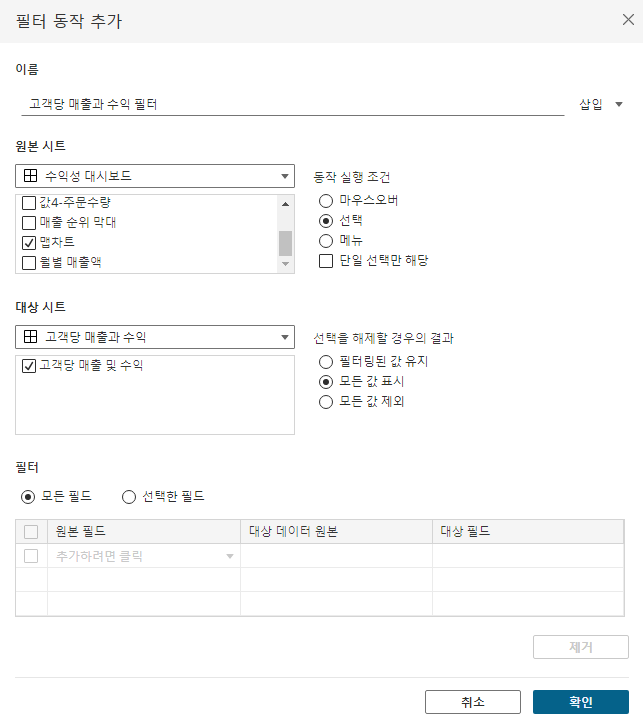 필터 동작 추가
이름
고객당 매출과 수익 필터
삽입
원본 시트
수익성 대시보드
값4-주문수량
매출 순위 막대
맵차트
월별 매출액
동작 실행 조건
마우스오버
선택
메뉴
단일 선택만 해당
대상 시트
고객당 매출과 수익
고객당 매출 및 수익
선택을 해제할 경우의 결과
필터링된 값 유지
모든 값 표시
모든 값 제외
필터
모든 필드 선택한 필드
원본 필드 대상 데이터 원본 대상 필드
추가하려면 클릭
제거
취소 확인